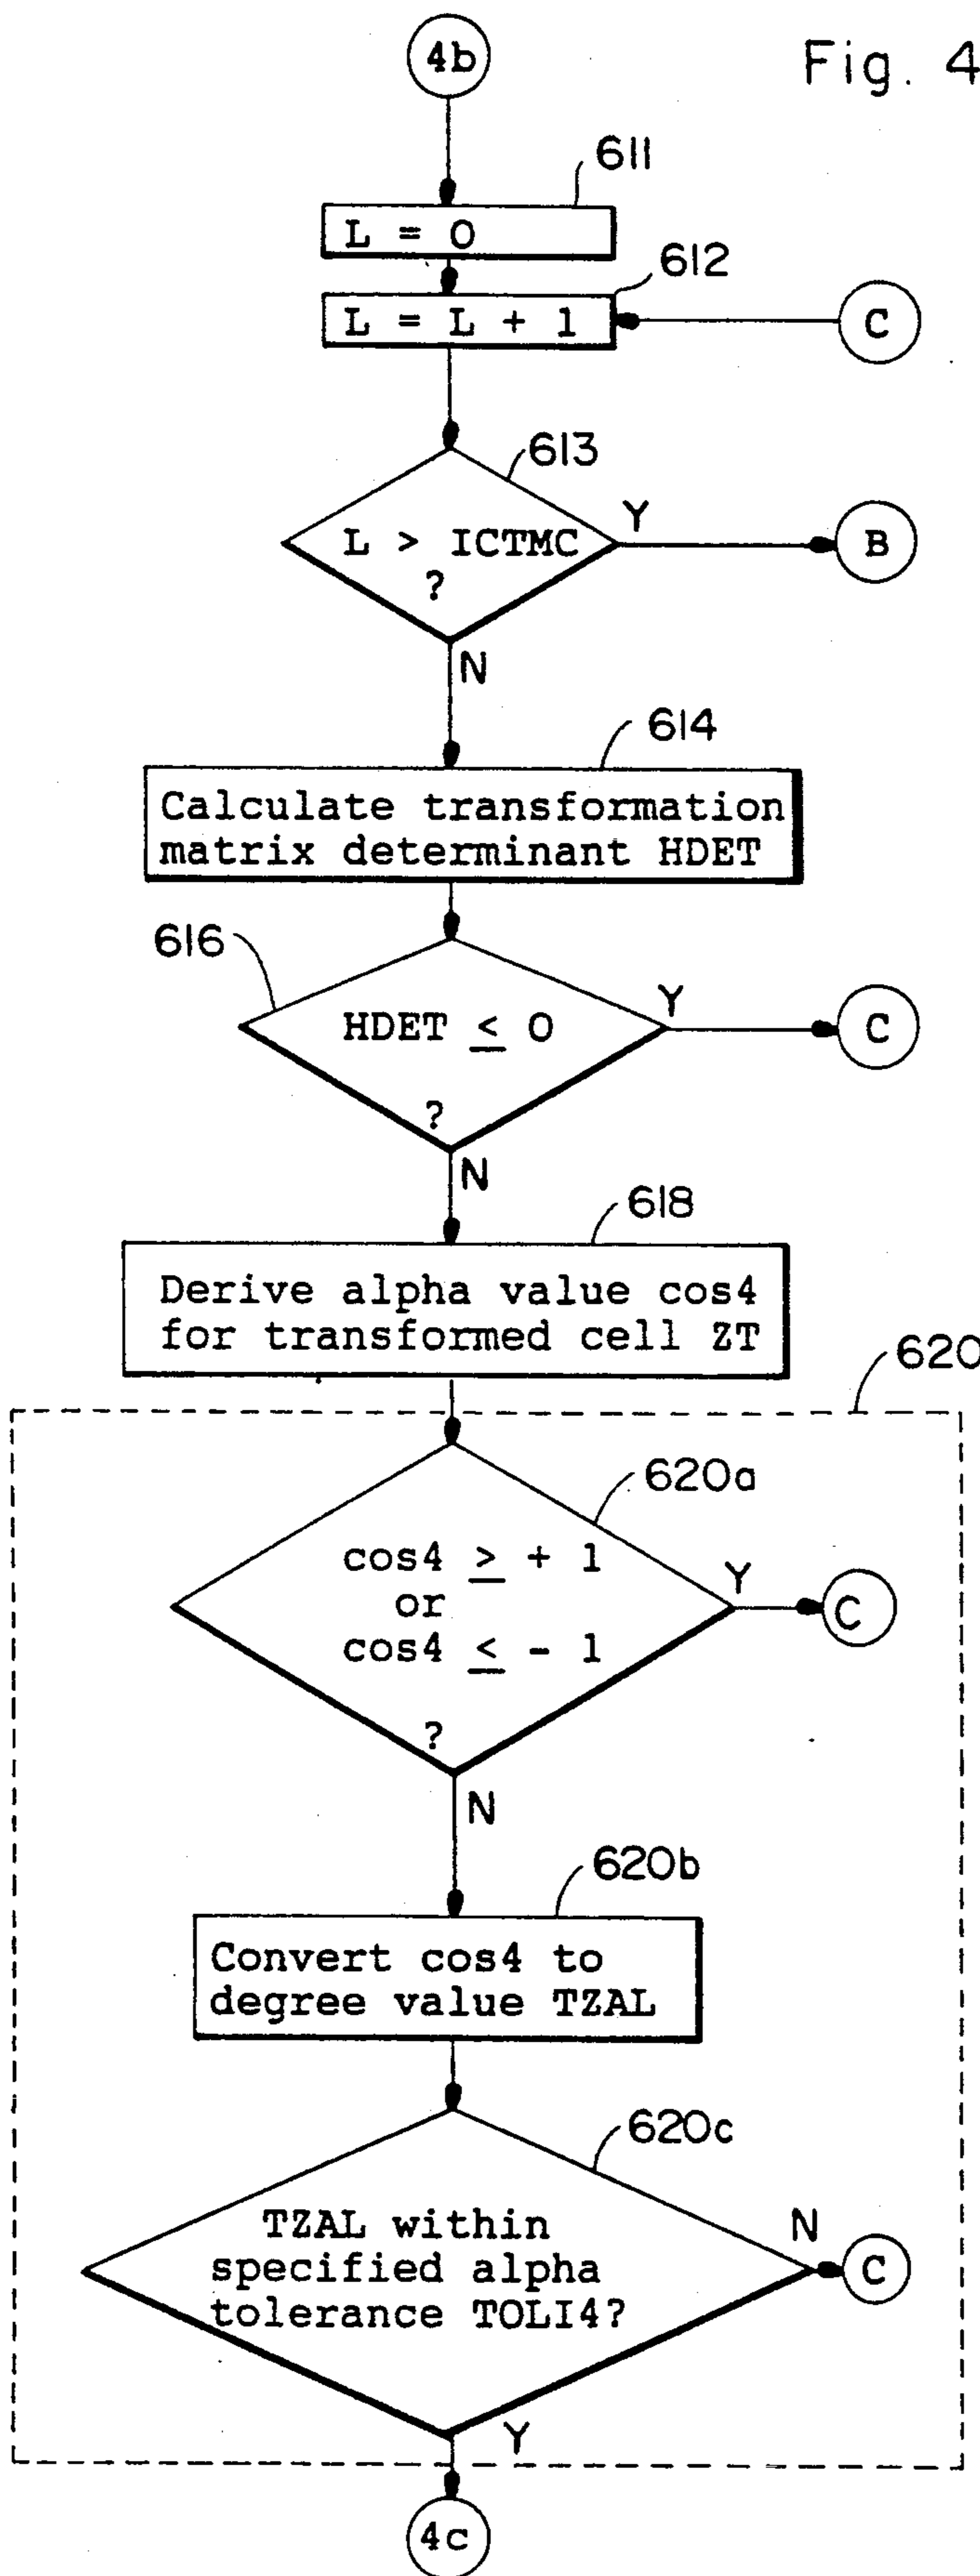 4b
Fig. 4
611
L = 0
612
L = L + 1
C
613
L > ICTMC
?
Y
B
N
614
Calculate transformation
matrix determinant HDET
616
HDET ≤ 0
?
Y
C
N
618
Derive alpha value cos4
for transformed cell ZT
620
620a
cos4 ≥ + 1
or
cos4 ≤ - 1
?
Y
C
N
620b
Convert cos4 to
degree value TZAL
620c
TZAL within
specified alpha
tolerance TOLI4?
N
C
Y
4c